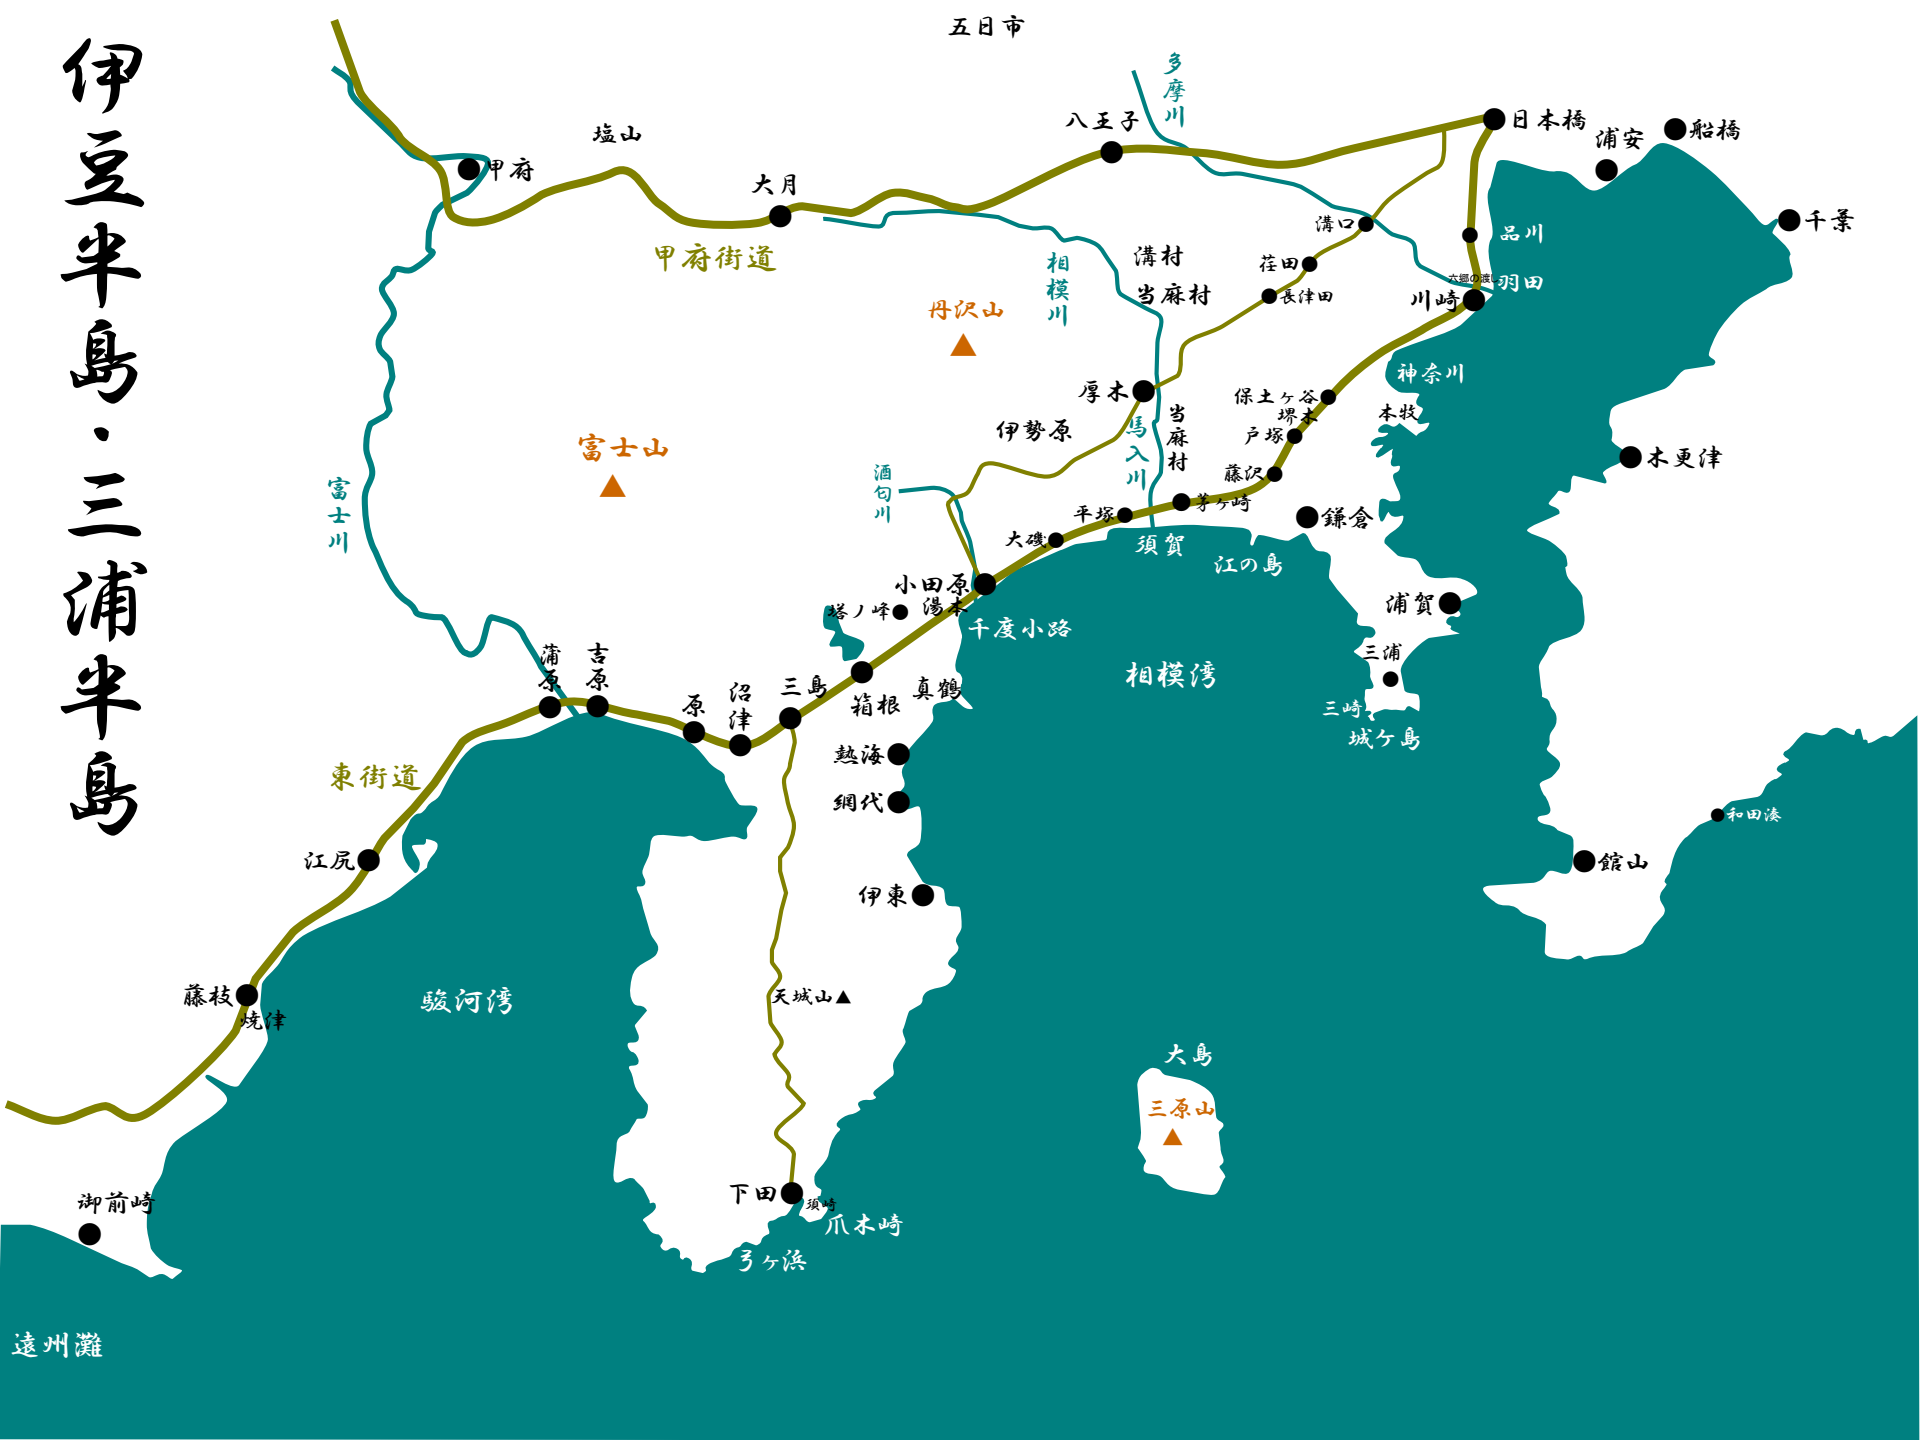 伊豆半島・三浦半島
五日市
多摩川
八王子
日本橋
船橋
浦安
塩山
甲府
大月
千葉
溝口
品川
甲府街道
溝村
相模川
荏田
六郷の渡し
羽田
当麻村
長津田
川崎
丹沢山
神奈川
厚木
保土ヶ谷
堺木
本牧
当麻村
馬入川
伊勢原
戸塚
富士山
木更津
酒匂川
藤沢
富士川
茅ヶ崎
平塚
鎌倉
大磯
須賀
江の島
小田原
湯本
塔ノ峰
浦賀
千度小路
三浦
蒲原
吉原
相模湾
三島
真鶴
沼津
原
箱根
三崎
城ケ島
熱海
東街道
網代
和田湊
江尻
館山
伊東
藤枝
天城山
駿河湾
焼津
大島
三原山
下田
御前崎
須崎
爪木崎
弓ヶ浜
遠州灘